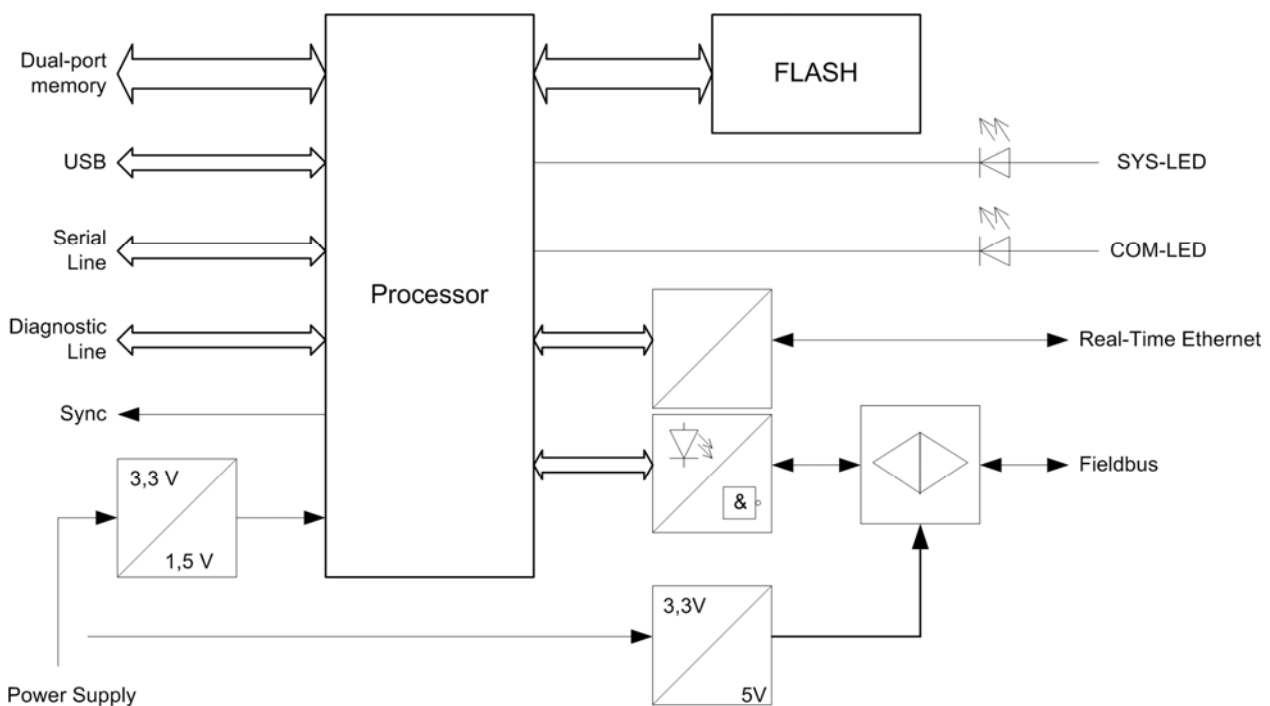 Dual-port
memory
FLASH
USB
SYS-LED
Serial
Line
COM-LED
Processor
Diagnostic
Line
Real-Time Ethernet
Sync
Fieldbus
3,3 V
&
1,5 V
3,3V
5V
Power Supply